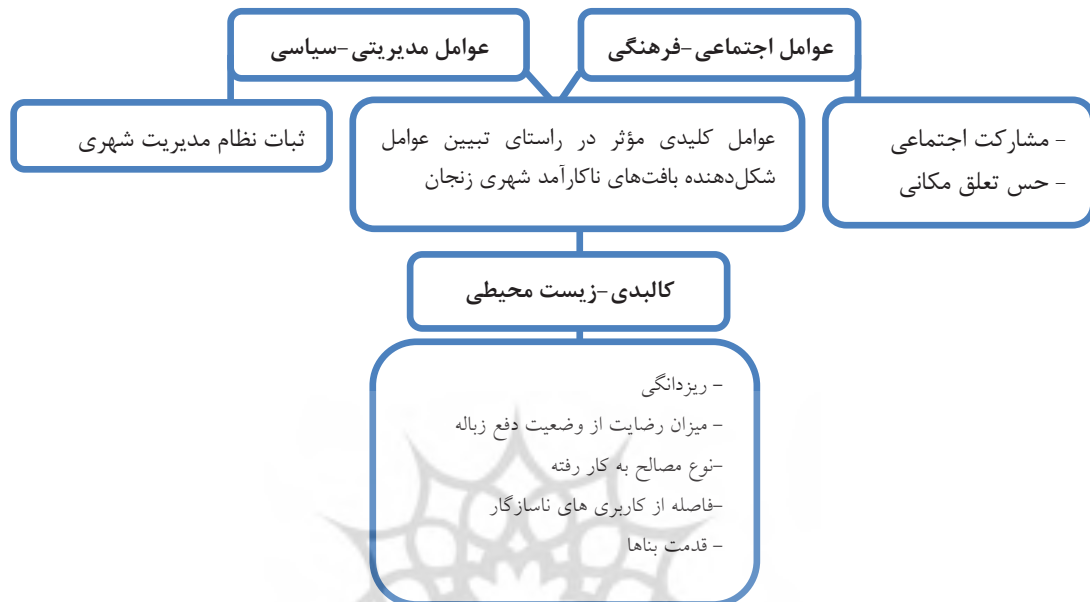 عوامل اجتماعی-فرهنگی
عوامل مدیریتی-سیاسی
- مشارکت اجتماعی
- حس تعلق مکانی
عوامل کلیدی مؤثر در راستای تبیین عوامل
شکل‌دهنده بافت‌های ناکارآمد شهری زنجان
ثبات نظام مدیریت شهری
کالبدی-زیست محیطی
- ریزدانگی
- میزان رضایت از وضعیت دفع زباله
-نوع مصالح به کار رفته
-فاصله از کاربری های ناسازگار
- قدمت بناها